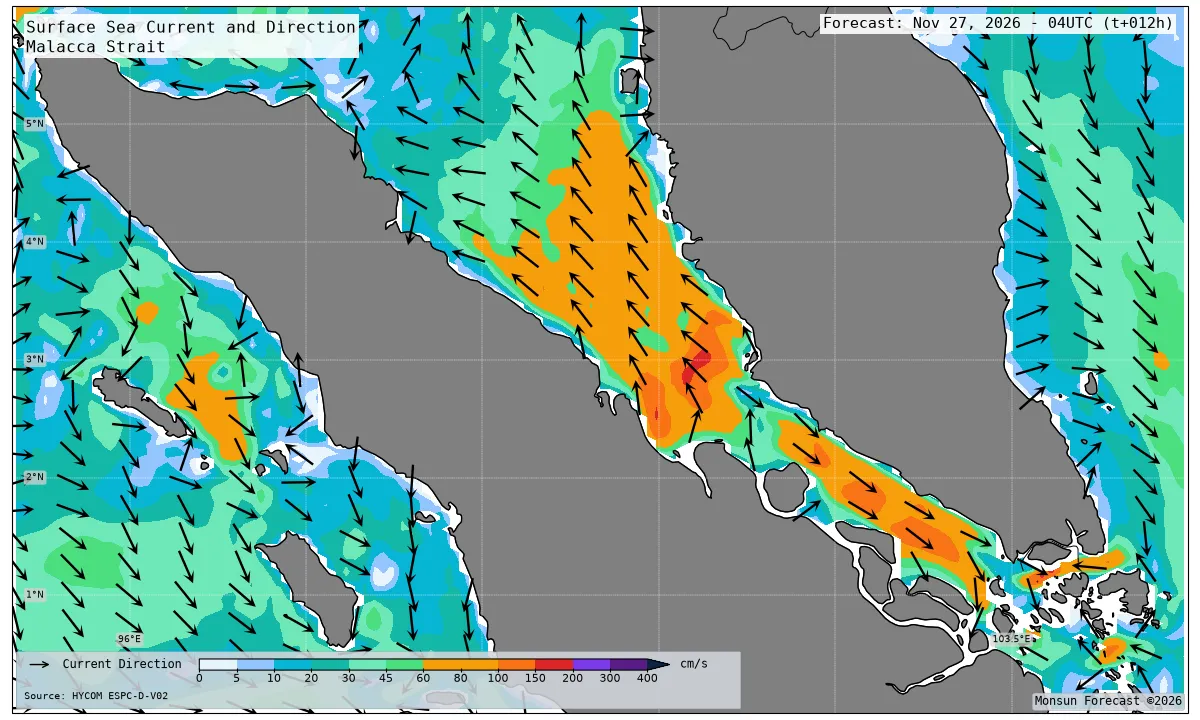 Surface Sea Current and Direction
Malacca Strait
Forecast: Nov 27, 2026 - 04UTC (t+012h)
5°N
4°N
3°N
2°N
1°N
96°E
103.5°E
Current Direction
0 5 10 20 30 45 60 80 100 150 200 300 400
cm/s
Source: HYCOM ESPC-D-V02
Monsun Forecast ©2026